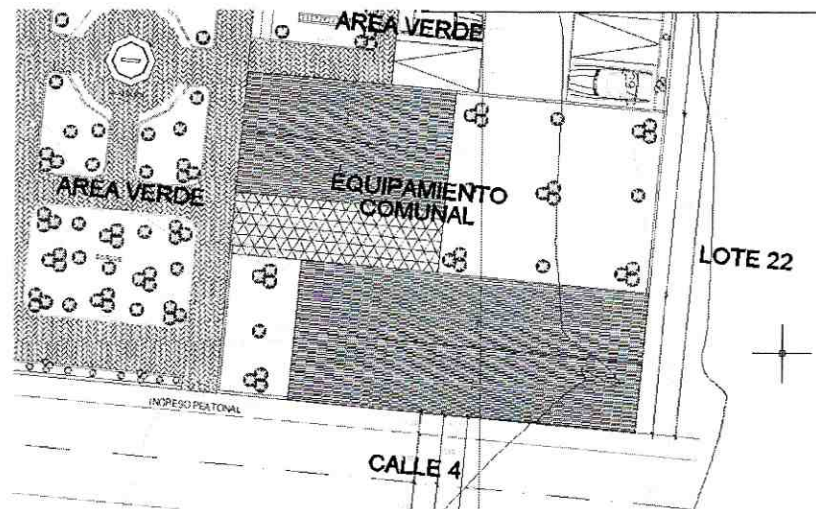 AREA VERDE
EQUIPAMIENTO
COMUNAL
AREA VERDE
LOTE 22
INGRESO PEATONAL
CALLE 4